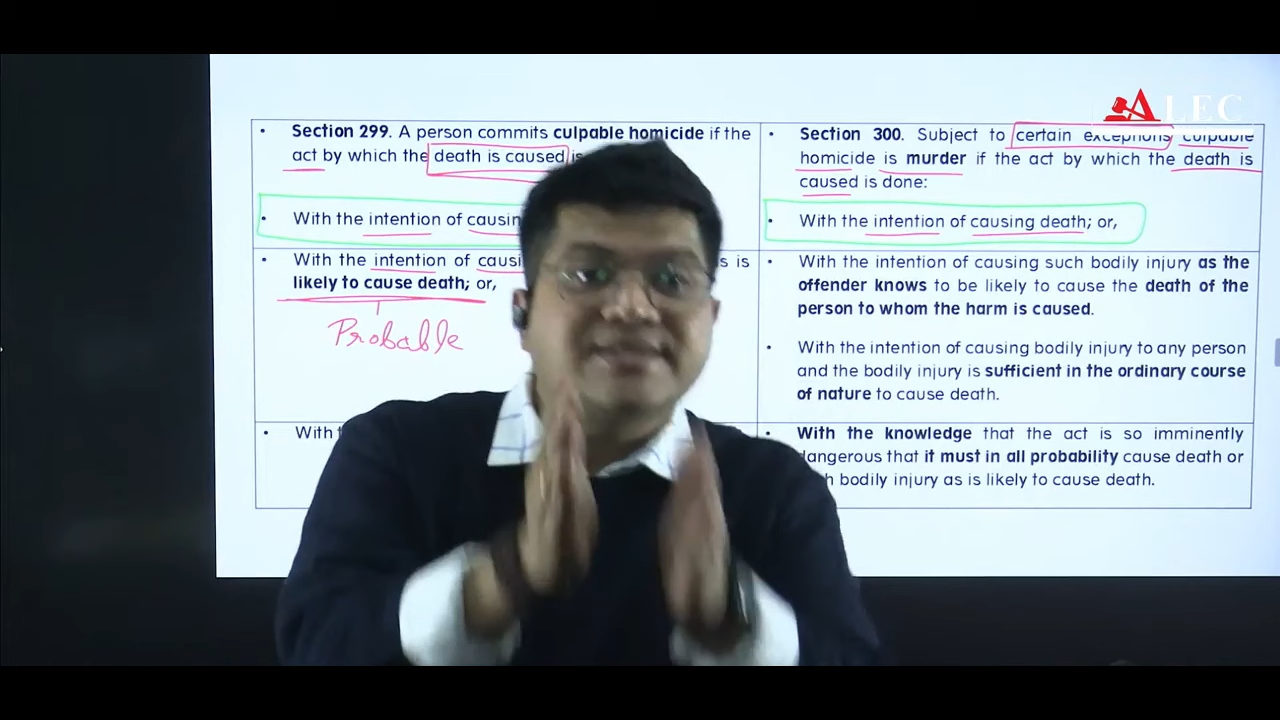 ALEC
Section 299. A person commits culpable homicide if the
act by which the death is caused is
With the intention of causin
With the intention of causi s is
likely to cause death; or,
Probable
With
Section 300. Subject to certain exceptions culpable
homicide is murder if the act by which the death is
caused is done:
With the intention of causing death; or,
With the intention of causing such bodily injury as the
offender knows to be likely to cause the death of the
person to whom the harm is caused.
With the intention of causing bodily injury to any person
and the bodily injury is sufficient in the ordinary course
of nature to cause death.
With the knowledge that the act is so imminently
dangerous that it must in all probability cause death or
h bodily injury as is likely to cause death.